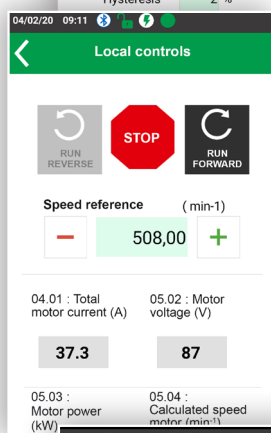 Hysteresis 2 %
04/02/20 09:11
Local controls
RUN
REVERSE
STOP
RUN
FORWARD
Speed reference (min-1)
− 508,00 +
04.01 : Total
motor current (A)
05.02 : Motor
voltage (V)
37.3
87
05.03 :
Motor power
(kW)
05.04 :
Calculated speed
motor (min-¹)